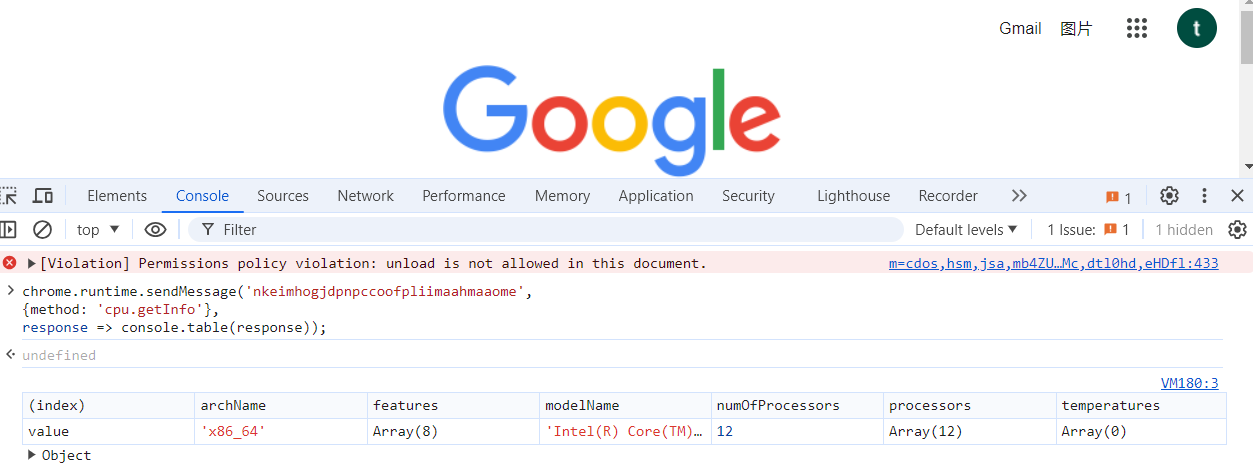 Gmail 图片 t
Google
Elements Console Sources Network Performance Memory Application Security Lighthouse Recorder 1
top Filter Default levels 1 Issue: 1 1 hidden
[Violation] Permissions policy violation: unload is not allowed in this document. m=cdos,hsm,jsa,mb4ZU…Mc,dtl0hd,eHDfl:433
chrome.runtime.sendMessage('nkeimhogjdpnpccoofpliimaahmaaome',
{method: 'cpu.getInfo'},
response => console.table(response));
undefined
VM180:3
(index) archName features modelName numOfProcessors processors temperatures
value 'x86_64' Array(8) 'Intel(R) Core(TM)… 12 Array(12) Array(0)
Object